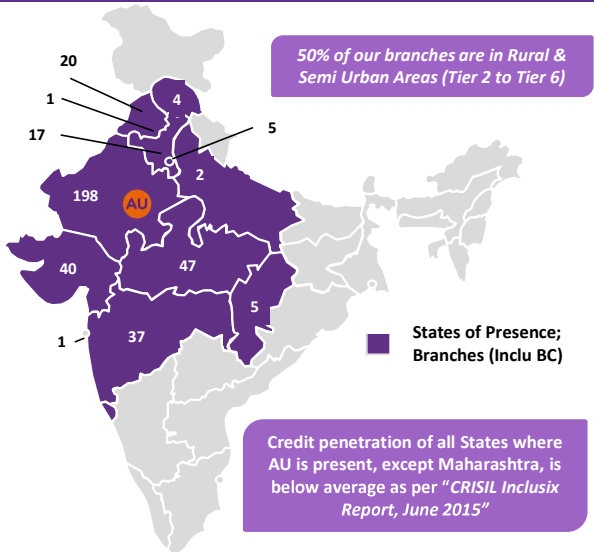 50% of our branches are in Rural &
Semi Urban Areas (Tier 2 to Tier 6)
20
4
1
5
17
2
198
AU
40
47
5
1
37
States of Presence;
Branches (Inclu BC)
Credit penetration of all States where
AU is present, except Maharashtra, is
below average as per “CRISIL Inclusix
Report, June 2015”